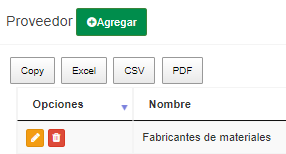 Proveedor Agregar
Copy Excel CSV PDF
Opciones Nombre
Fabricantes de materiales